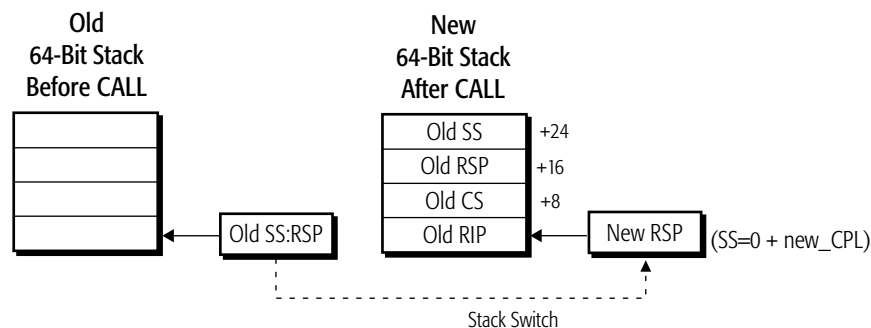 Old
64-Bit Stack
Before CALL
New
64-Bit Stack
After CALL
Old SS
+24
Old RSP
+16
Old CS
+8
Old RIP
Old SS:RSP
New RSP
(SS=0 + new_CPL)
Stack Switch